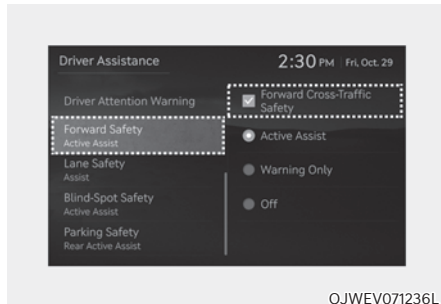 Driver Assistance
2:30 PM Fri, Oct. 29
Driver Attention Warning
Forward Safety
Active Assist
Lane Safety
Assist
Blind-Spot Safety
Active Assist
Parking Safety
Rear Active Assist
Forward Cross-Traffic
Safety
Active Assist
Warning Only
Off
OJWEV071236L